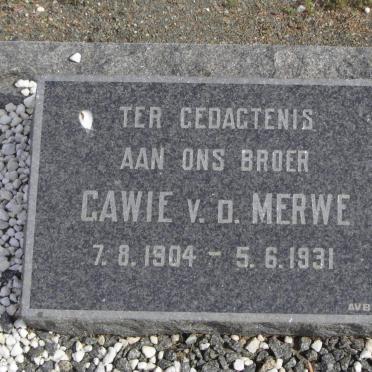 TER GEDAGTENIS
AAN ONS BROER
GAWIE V. D. MERWE
7. 8. 1904 - 5. 6. 1931
AVB